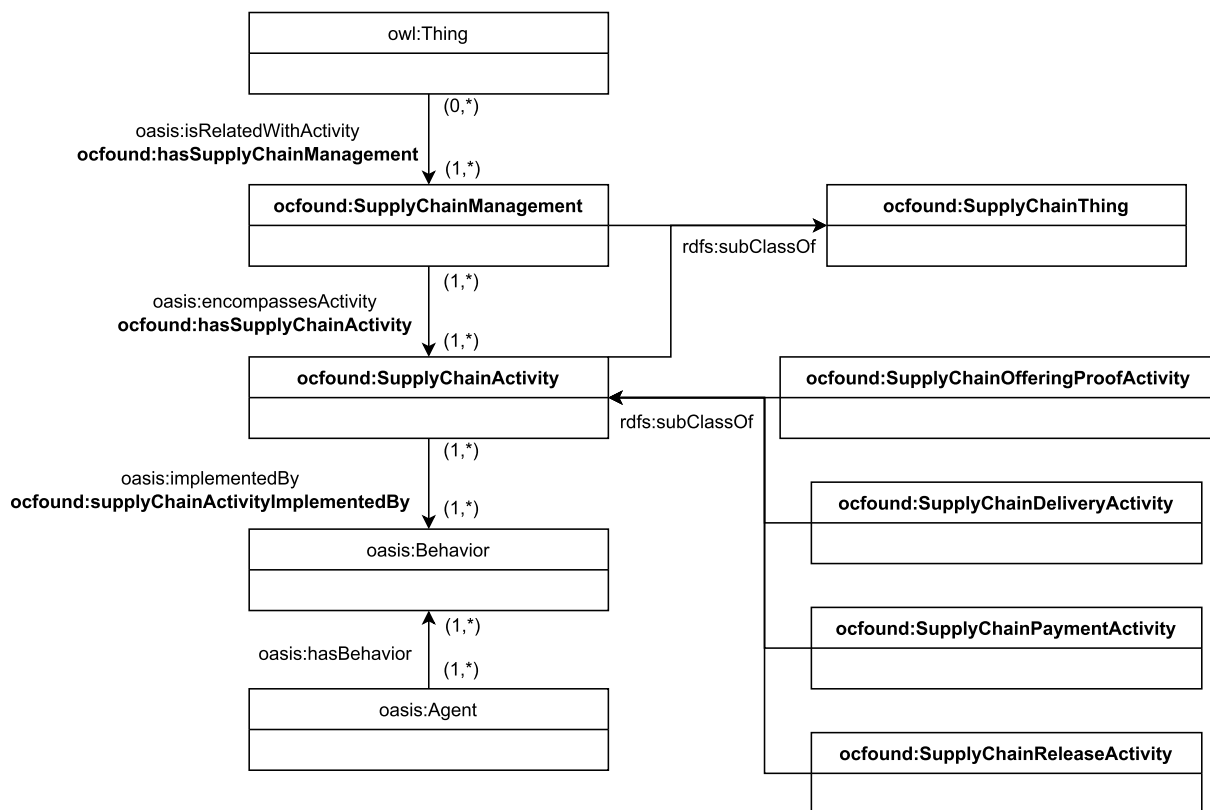 owl:Thing
(0,*)
oasis:isRelatedWithActivity
ocfound:hasSupplyChainManagement
(1,*)
ocfound:SupplyChainManagement
ocfound:SupplyChainThing
rdfs:subClassOf
(1,*)
oasis:encompassesActivity
ocfound:hasSupplyChainActivity
(1,*)
ocfound:SupplyChainActivity
ocfound:SupplyChainOfferingProofActivity
rdfs:subClassOf
(1,*)
oasis:implementedBy
ocfound:supplyChainActivityImplementedBy
(1,*)
ocfound:SupplyChainDeliveryActivity
oasis:Behavior
(1,*)
ocfound:SupplyChainPaymentActivity
oasis:hasBehavior
(1,*)
oasis:Agent
ocfound:SupplyChainReleaseActivity